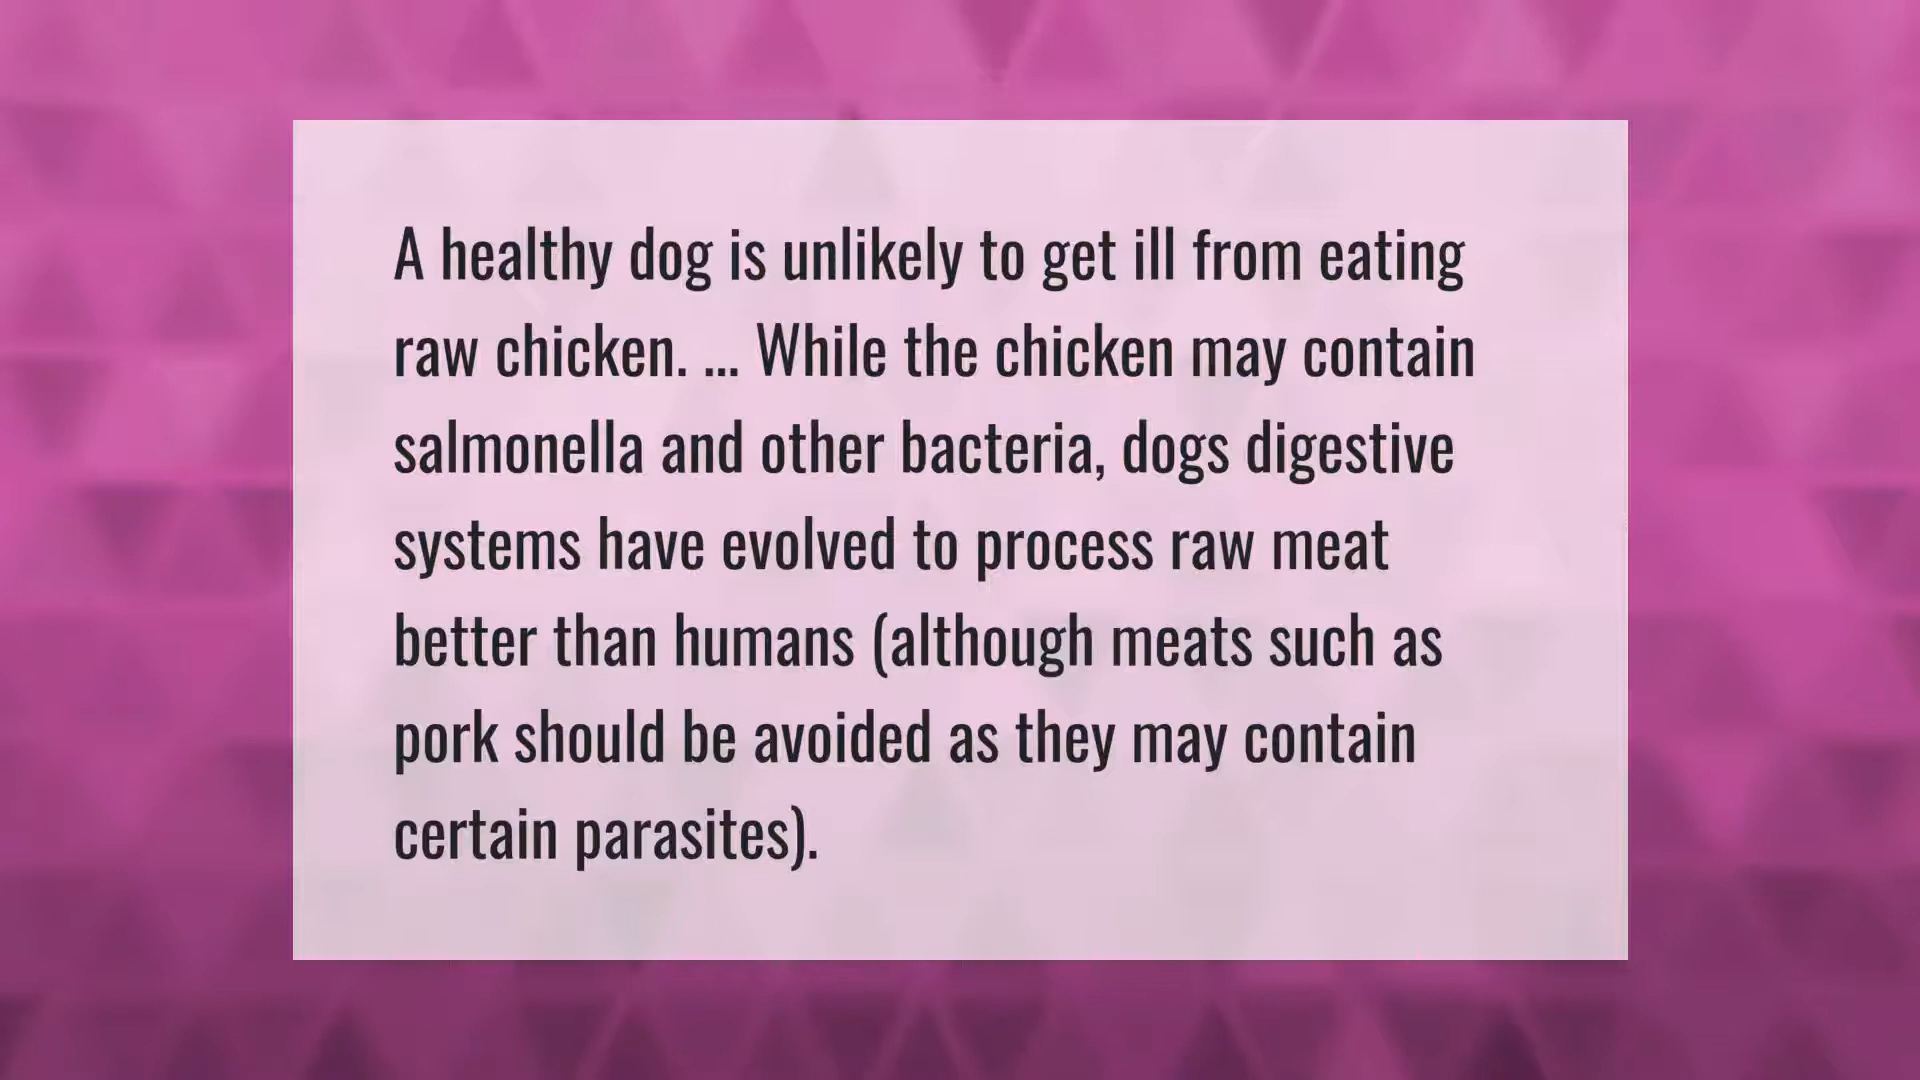 A healthy dog is unlikely to get ill from eating
raw chicken. ... While the chicken may contain
salmonella and other bacteria, dogs digestive
systems have evolved to process raw meat
better than humans (although meats such as
pork should be avoided as they may contain
certain parasites).